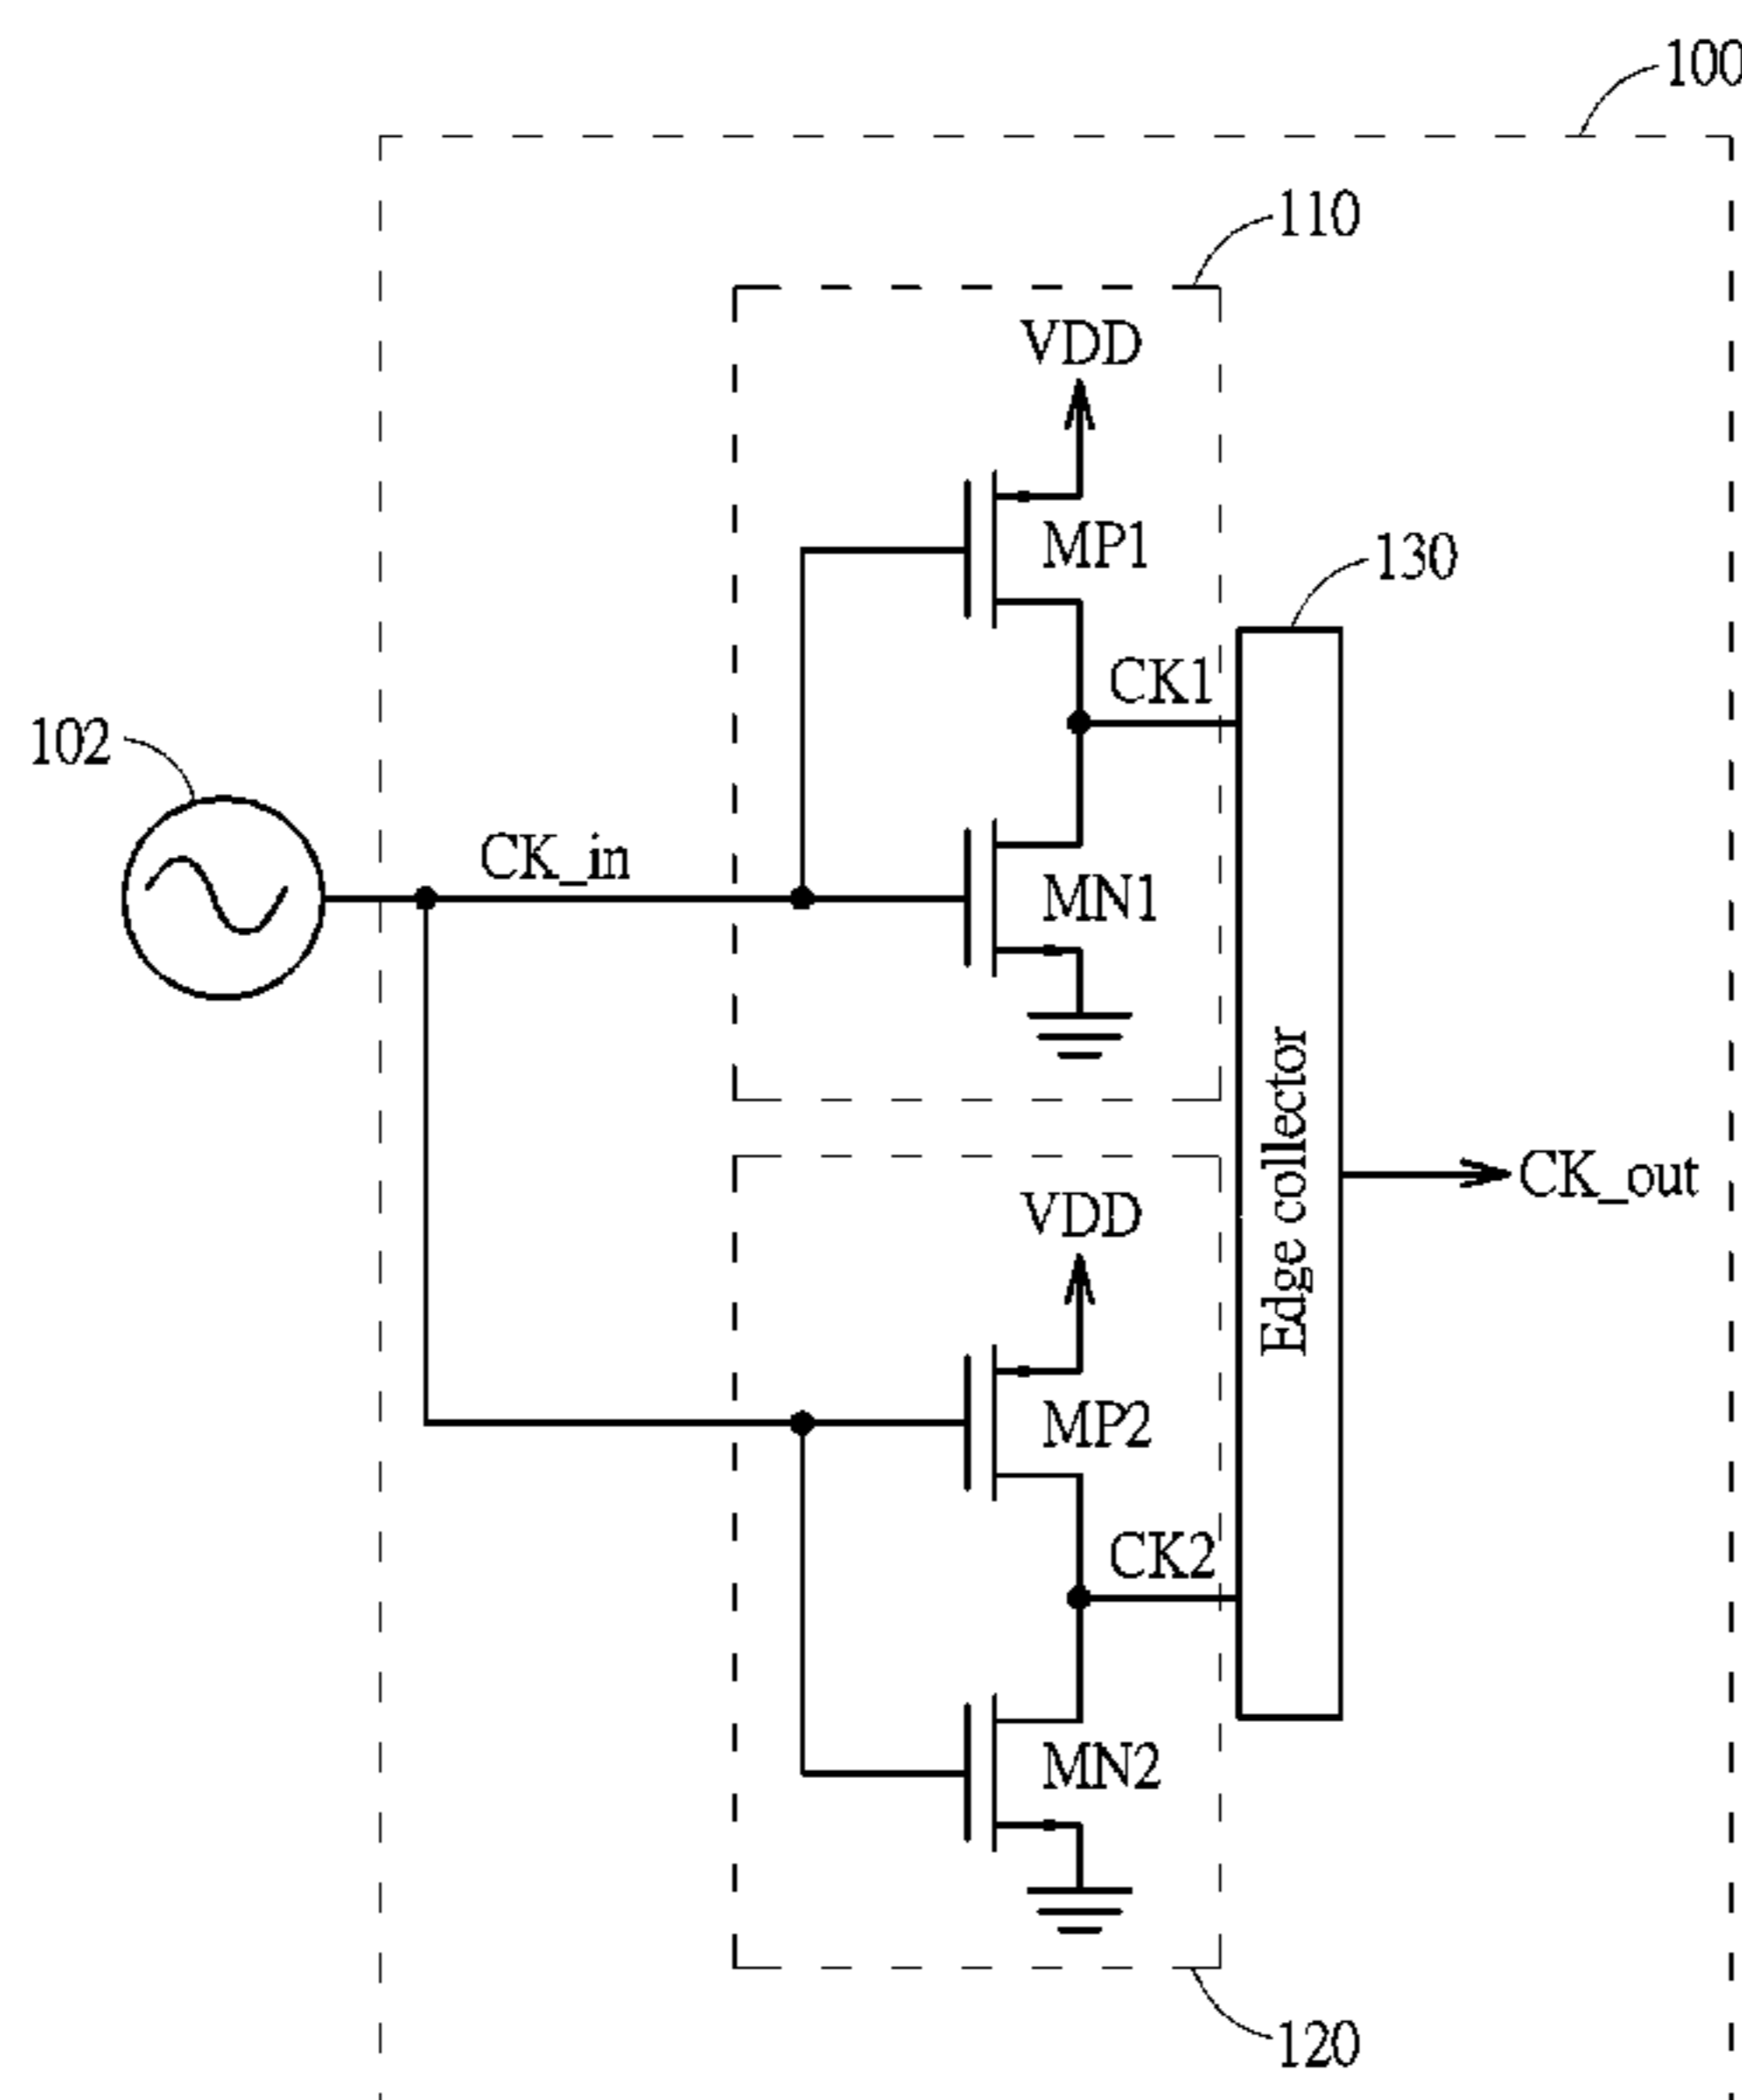 100
110
VDD
MP1
130
CK1
102
CK_in
MN1
Edge collector
CK_out
VDD
MP2
CK2
MN2
120